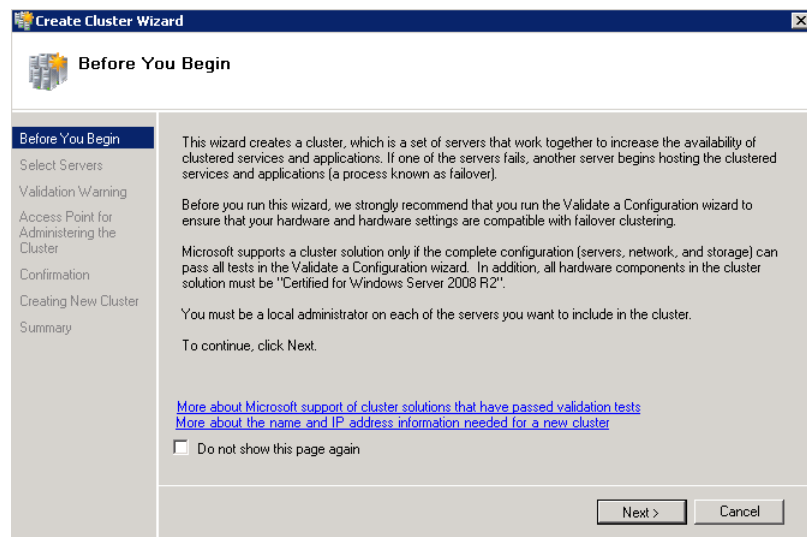 Create Cluster Wizard
Before You Begin
Before You Begin
Select Servers
Validation Warning
Access Point for
Administering the
Cluster
Confirmation
Creating New Cluster
Summary
This wizard creates a cluster, which is a set of servers that work together to increase the availability of
clustered services and applications. If one of the servers fails, another server begins hosting the clustered
services and applications (a process known as failover).
Before you run this wizard, we strongly recommend that you run the Validate a Configuration wizard to
ensure that your hardware and hardware settings are compatible with failover clustering.
Microsoft supports a cluster solution only if the complete configuration (servers, network, and storage) can
pass all tests in the Validate a Configuration wizard. In addition, all hardware components in the cluster
solution must be "Certified for Windows Server 2008 R2".
You must be a local administrator on each of the servers you want to include in the cluster.
To continue, click Next.
More about Microsoft support of cluster solutions that have passed validation tests
More about the name and IP address information needed for a new cluster
Do not show this page again
Next >
Cancel